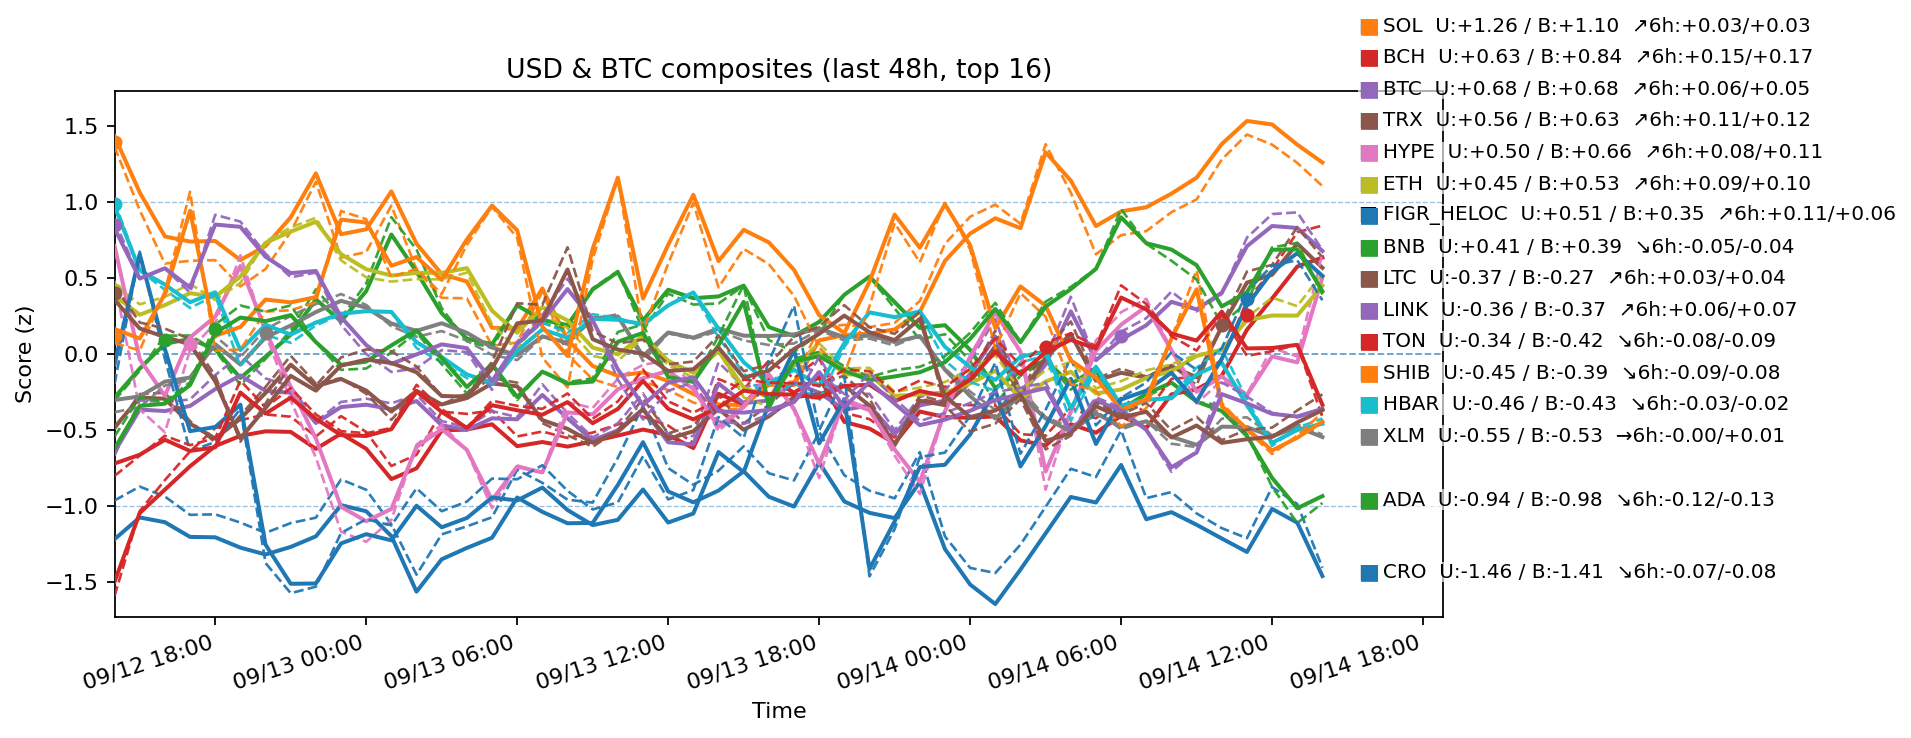 USD & BTC composites (last 48h, top 16)
SOL  U:+1.26 / B:+1.10  ↗6h:+0.03/+0.03
BCH  U:+0.63 / B:+0.84  ↗6h:+0.15/+0.17
BTC  U:+0.68 / B:+0.68  ↗6h:+0.06/+0.05
TRX  U:+0.56 / B:+0.63  ↗6h:+0.11/+0.12
HYPE  U:+0.50 / B:+0.66  ↗6h:+0.08/+0.11
ETH  U:+0.45 / B:+0.53  ↗6h:+0.09/+0.10
FIGR_HELOC  U:+0.51 / B:+0.35  ↗6h:+0.11/+0.06
BNB  U:+0.41 / B:+0.39  ↘6h:-0.05/-0.04
LTC  U:-0.37 / B:-0.27  ↗6h:+0.03/+0.04
LINK  U:-0.36 / B:-0.37  ↗6h:+0.06/+0.07
TON  U:-0.34 / B:-0.42  ↘6h:-0.08/-0.09
SHIB  U:-0.45 / B:-0.39  ↘6h:-0.09/-0.08
HBAR  U:-0.46 / B:-0.43  ↘6h:-0.03/-0.02
XLM  U:-0.55 / B:-0.53  →6h:-0.00/+0.01
ADA  U:-0.94 / B:-0.98  ↘6h:-0.12/-0.13
CRO  U:-1.46 / B:-1.41  ↘6h:-0.07/-0.08
Score (z)
1.5
1.0
0.5
0.0
−0.5
−1.0
−1.5
09/12 18:00
09/13 00:00
09/13 06:00
09/13 12:00
09/13 18:00
09/14 00:00
09/14 06:00
09/14 12:00
09/14 18:00
Time